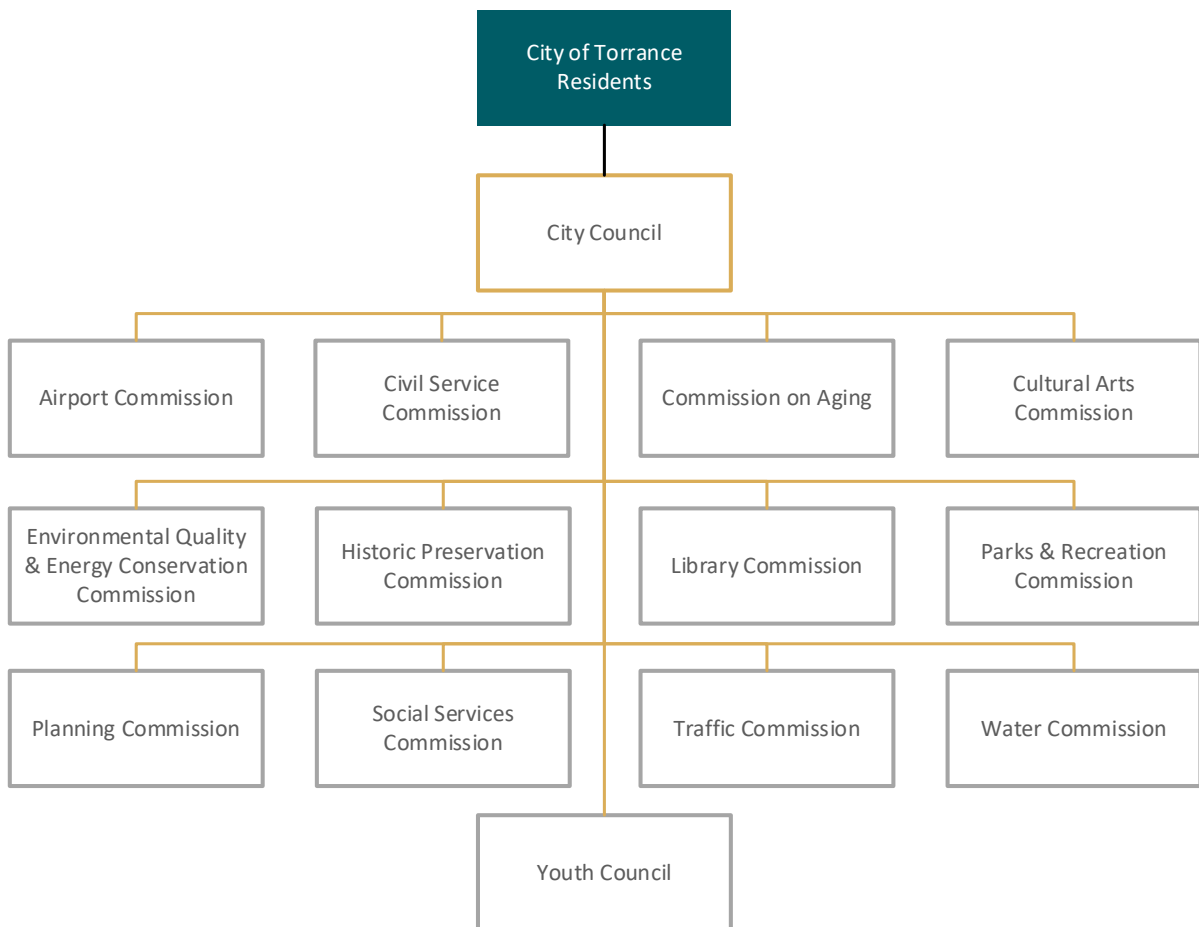 City of Torrance
Residents
City Council
Airport Commission
Civil Service
Commission
Commission on Aging
Cultural Arts
Commission
Environmental Quality
& Energy Conservation
Commission
Historic Preservation
Commission
Library Commission
Parks & Recreation
Commission
Planning Commission
Social Services
Commission
Traffic Commission
Water Commission
Youth Council